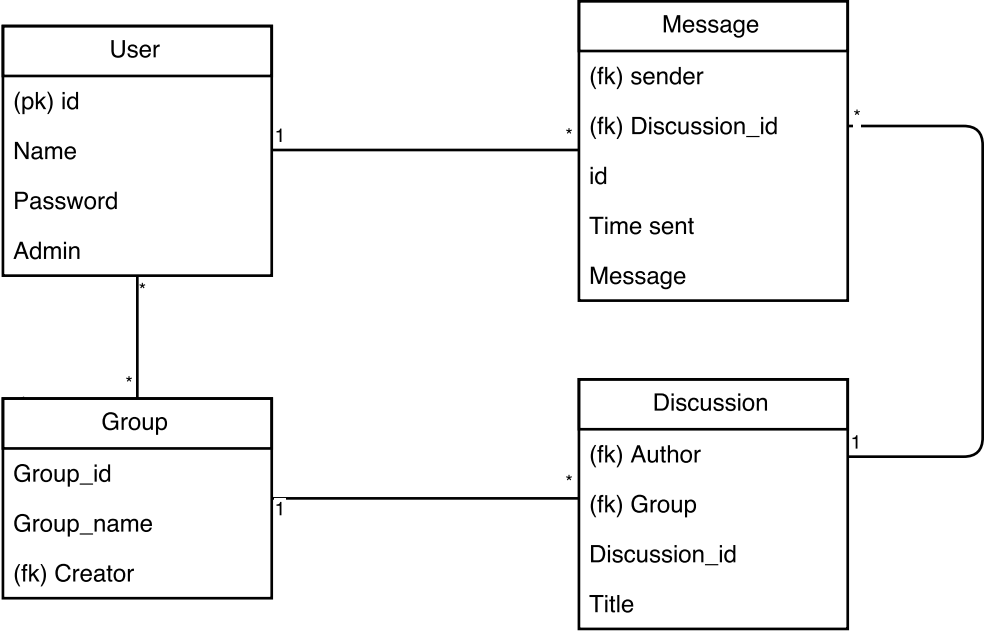 User
(pk) id
Name
Password
Admin
1
*
Message
(fk) sender
(fk) Discussion_id
id
Time sent
Message
*
*
*
Group
Group_id
Group_name
(fk) Creator
1
*
Discussion
(fk) Author
(fk) Group
Discussion_id
Title
1